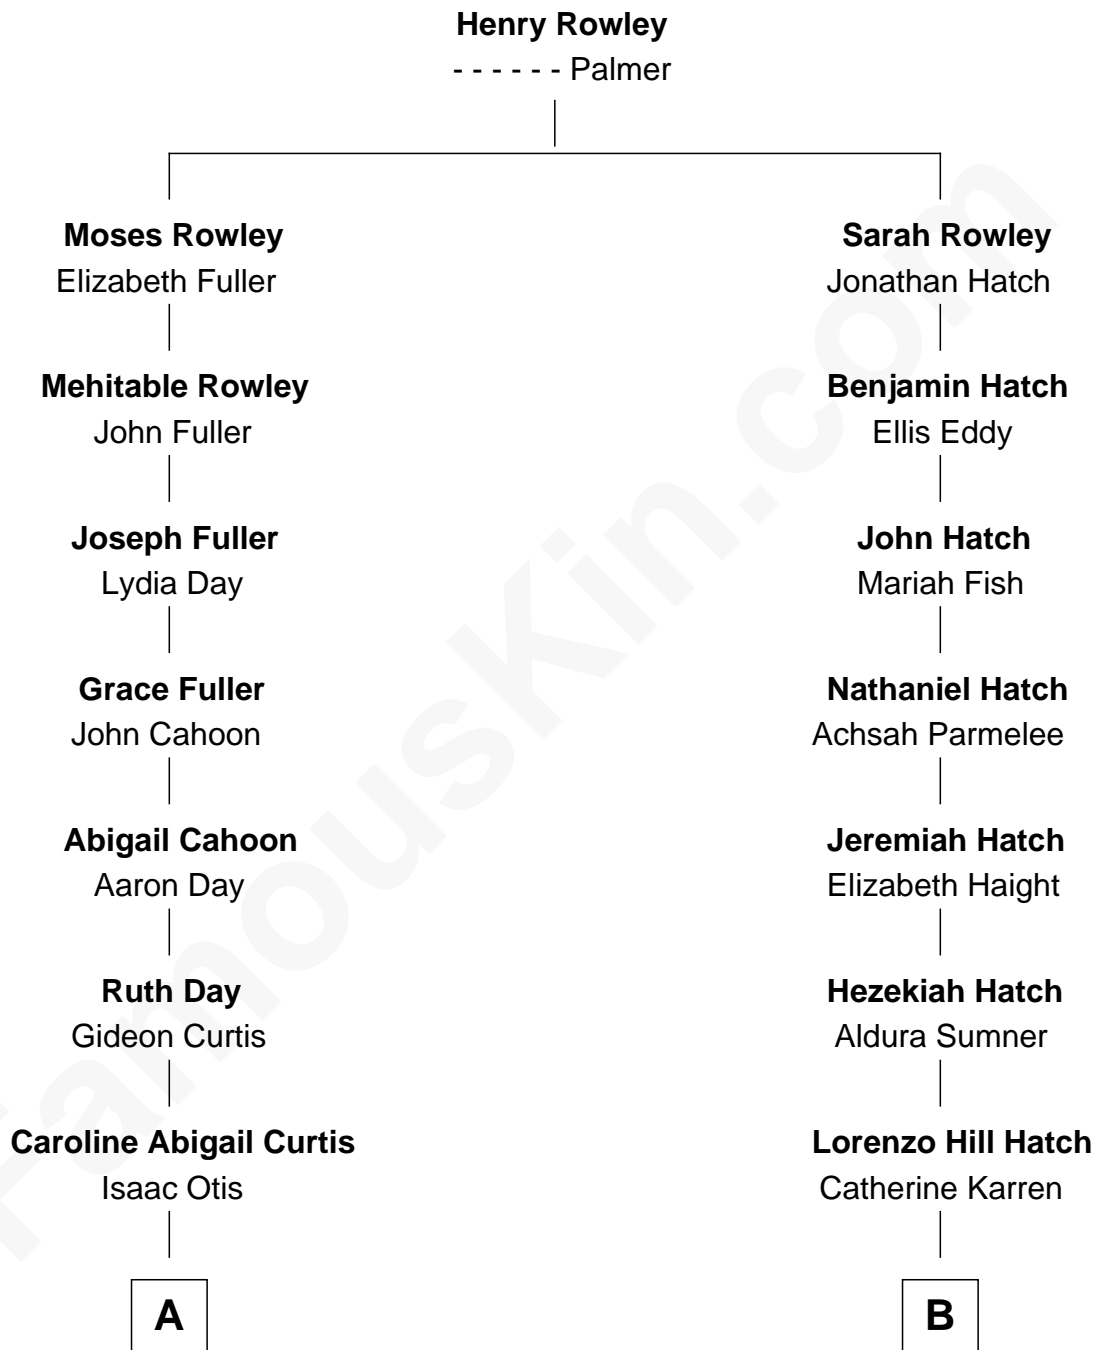 Henry Rowley
- - - - - - Palmer
Moses Rowley
Elizabeth Fuller
Sarah Rowley
Jonathan Hatch
Mehitable Rowley
John Fuller
Benjamin Hatch
Ellis Eddy
Joseph Fuller
Lydia Day
John Hatch
Mariah Fish
Grace Fuller
John Cahoon
Nathaniel Hatch
Achsah Parmelee
Abigail Cahoon
Aaron Day
Jeremiah Hatch
Elizabeth Haight
Ruth Day
Gideon Curtis
Hezekiah Hatch
Aldura Sumner
Caroline Abigail Curtis
Isaac Otis
Lorenzo Hill Hatch
Catherine Karren
A
B
FamousKin.com